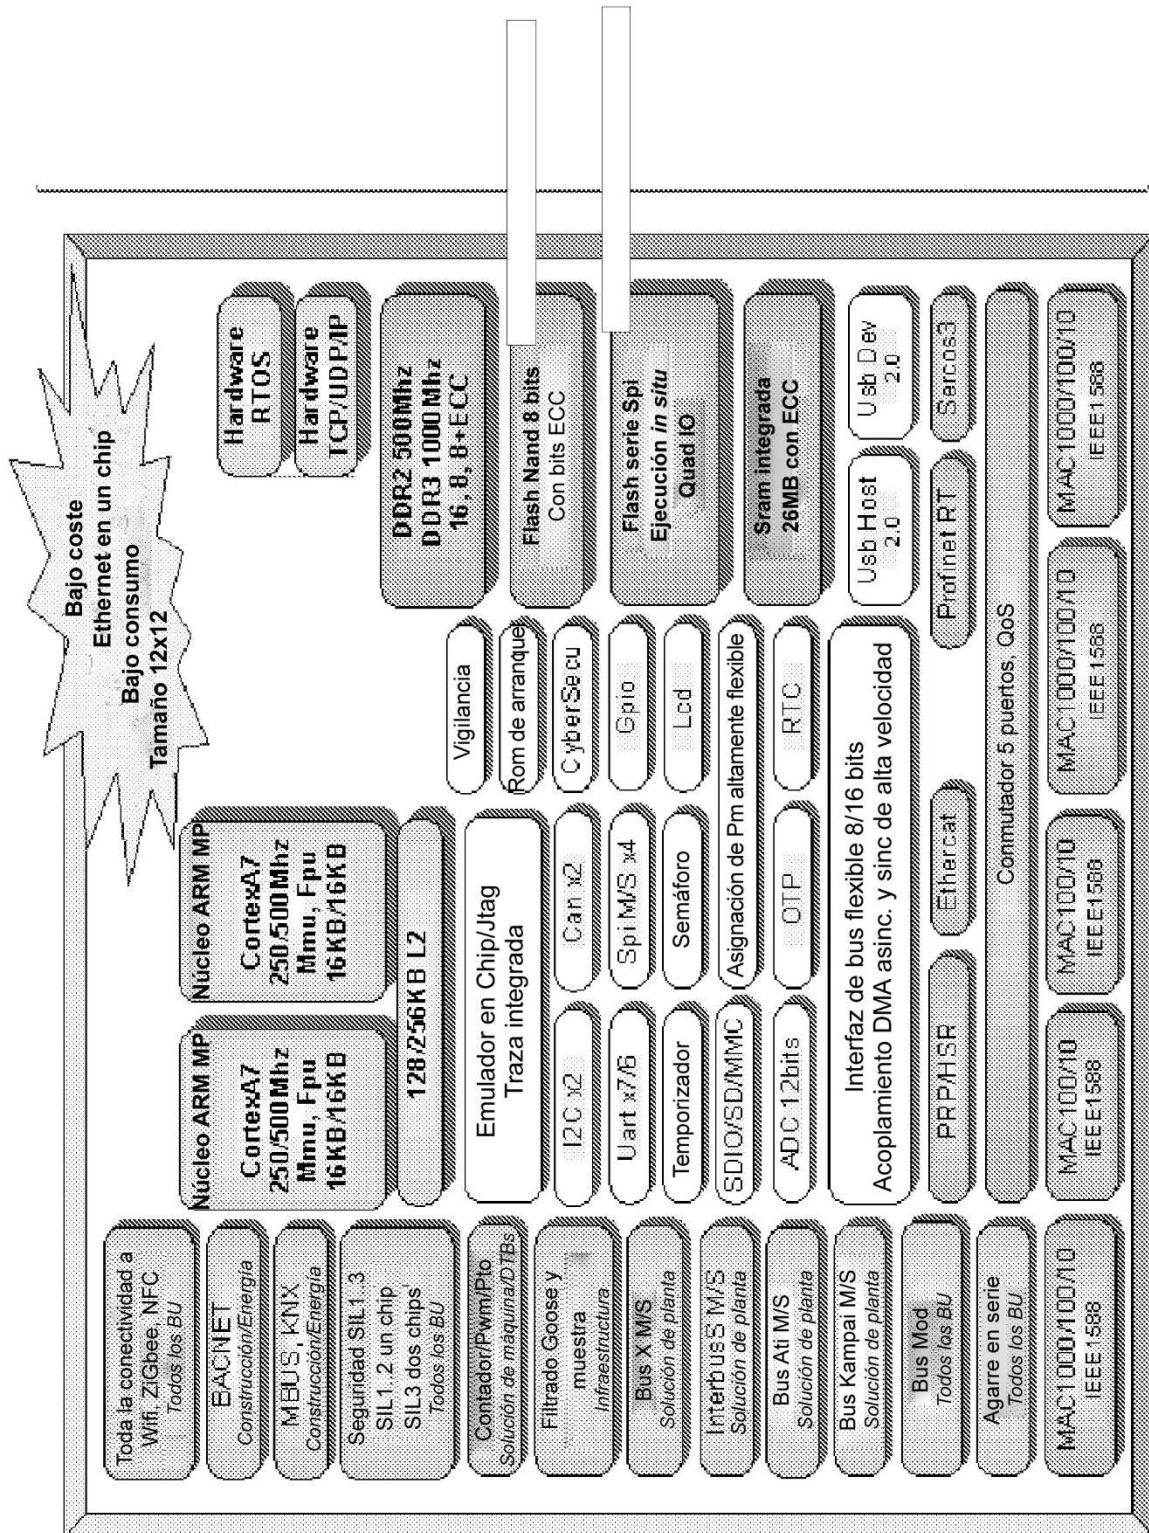 Bajo coste
Ethernet en un chip
Bajo consumo
Tamaño 12x12
Toda la conectividad a
Wifi, ZiGbee, NFC
Todos los BU
BACNET
Construcción/Energía
MBUS, KNX
Construcción/Energía
Seguridad SIL1..3
SIL1..2 un chip
SIL3 dos chips'
Todos los BU
Contador/Pwm/Pto
Solución de máquina/DTBs
Filtrado Goose y
muestra
Infraestructura
Bus X M/S
Solución de planta
InterbusS M/S
Solución de planta
Bus Ati M/S
Solución de planta
Bus Kampai M/S
Solución de planta
Bus Mod
Todos los BU
Agarre en serie
Todos los BU
Núcleo ARM MP
CortexA7
250/500Mhz
Mmu, Fpu
16KB/16KB
Núcleo ARM MP
CortexA7
250/500Mhz
Mmu, Fpu
16KB/16KB
128/256KB L2
Emulador en Chip/Jtag
Traza integrada
I2C x2
Can x2
Uart x7/6
Spi M/S x4
Temporizador
Semáforo
SDIO/SD/MMC
Asignación de Pm altamente flexible
ADC 12bits
OTP
RTC
Vigilancia
Rom de arranque
CyberSecu
Gpio
Lcd
Interfaz de bus flexible 8/16 bits
Acoplamiento DMA asinc. y sinc de alta velocidad
Hardware
RTOS
Hardware
TCP/UDP/IP
DDR2 500Mhz
DDR3 1000Mhz
16, 8, 8+ECC
Flash Nand 8 bits
Con bits ECC
Flash serie Spi
Ejecución in situ
Quad IO
Sram integrada
26MB con ECC
Usb Host
2.0
Usb Dev
2.0
PRP/HSR
Ethercat
Profinet RT
Sercos3
Conmutador 5 puertos, QoS
MAC1000/100/10
IEEE1588
MAC100/10
IEEE1588
MAC100/10
IEEE1588
MAC1000/100/10
IEEE1588
MAC1000/100/10
IEEE1588